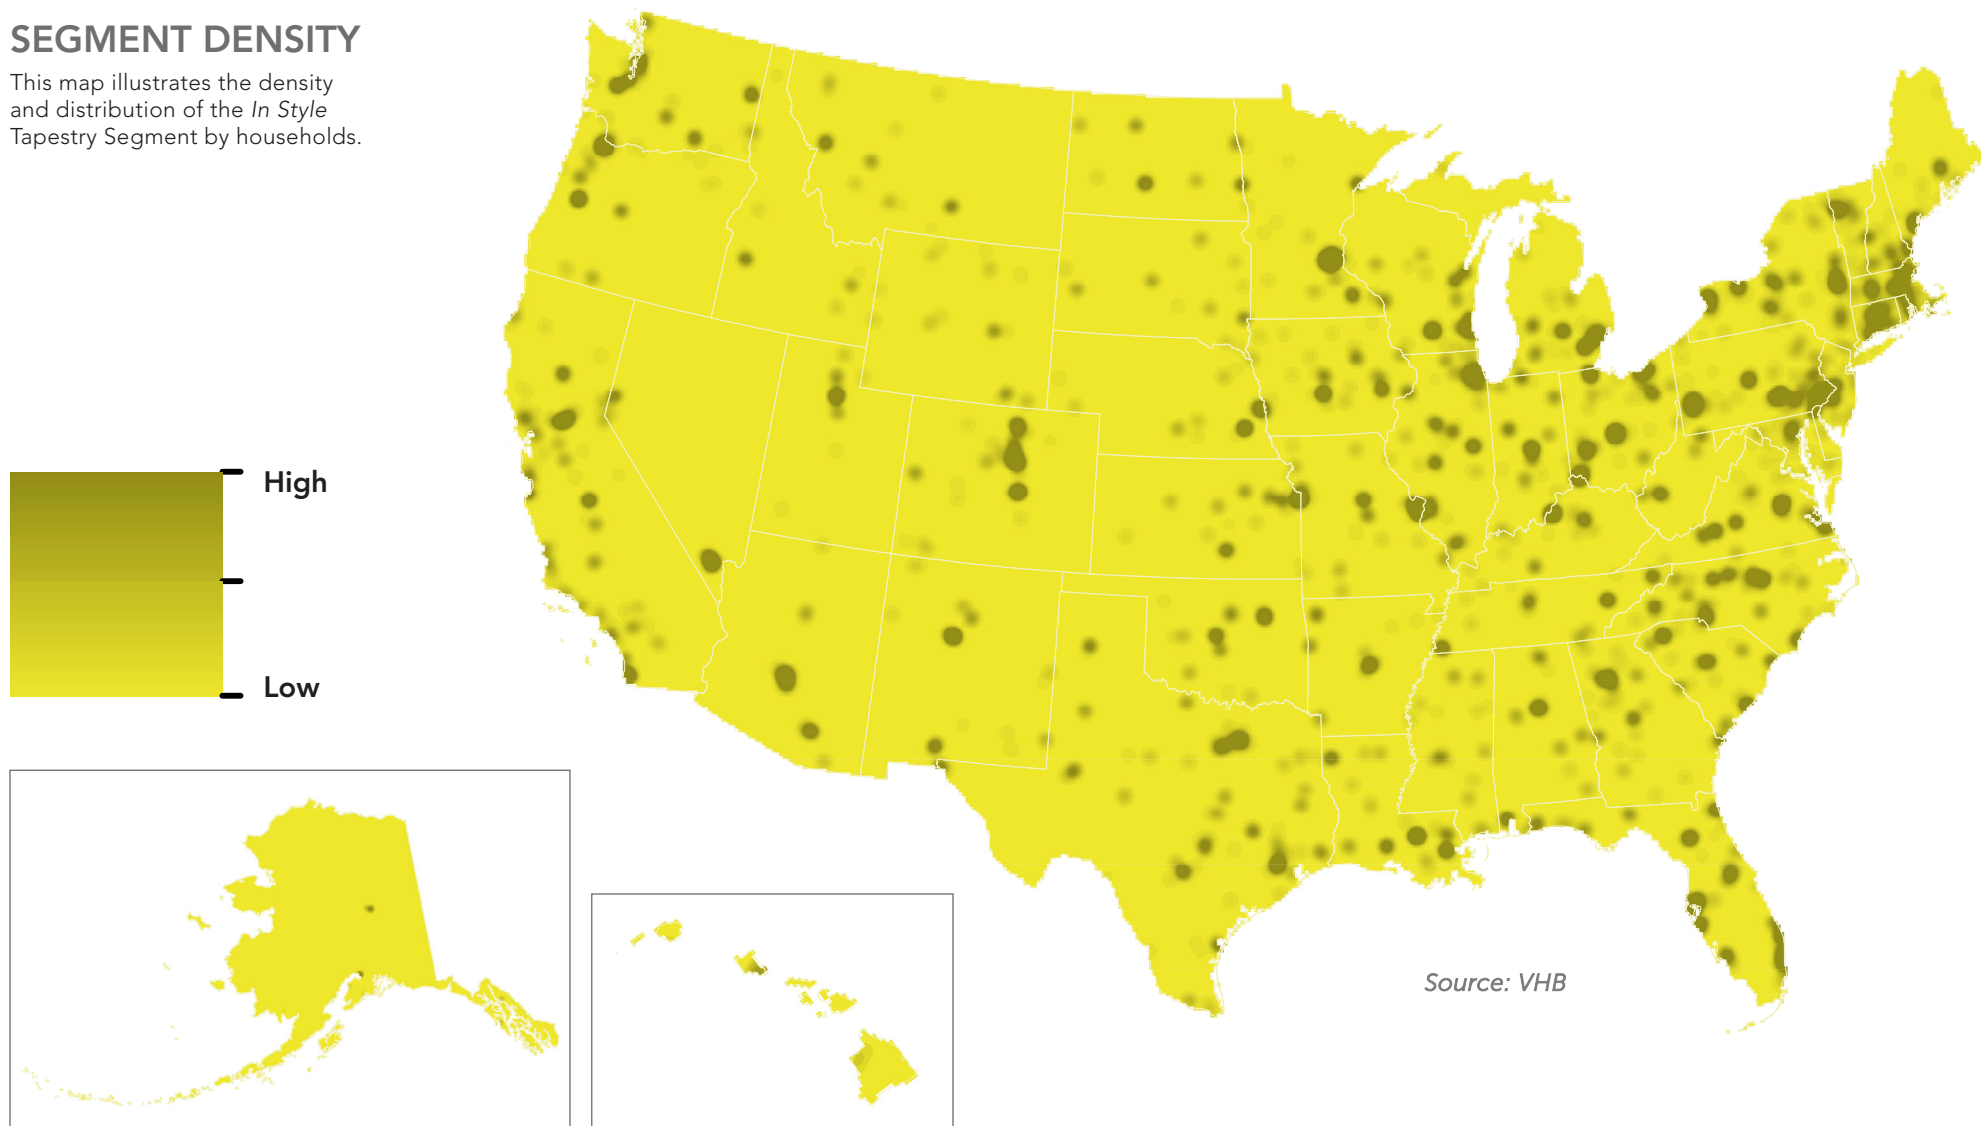 SEGMENT DENSITY
This map illustrates the density
and distribution of the In Style
Tapestry Segment by households.
High
Low
Source: VHB